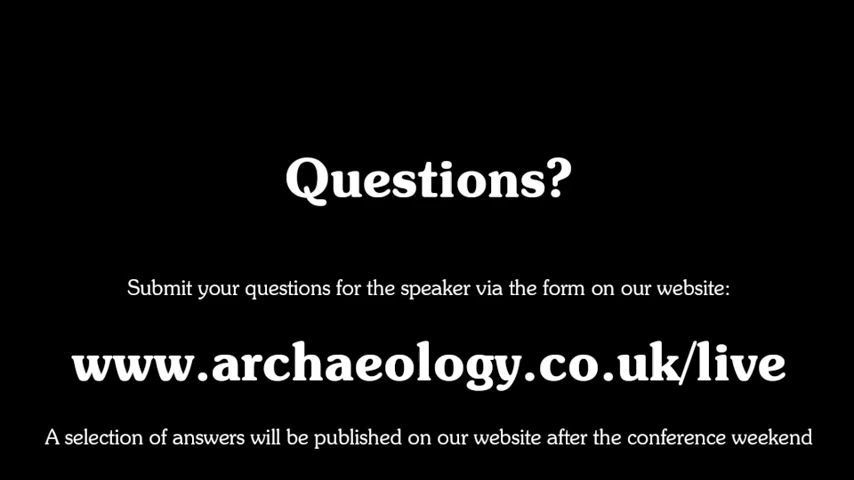 Questions?
Submit your questions for the speaker via the form on our website:
www.archaeology.co.uk/live
A selection of answers will be published on our website after the conference weekend